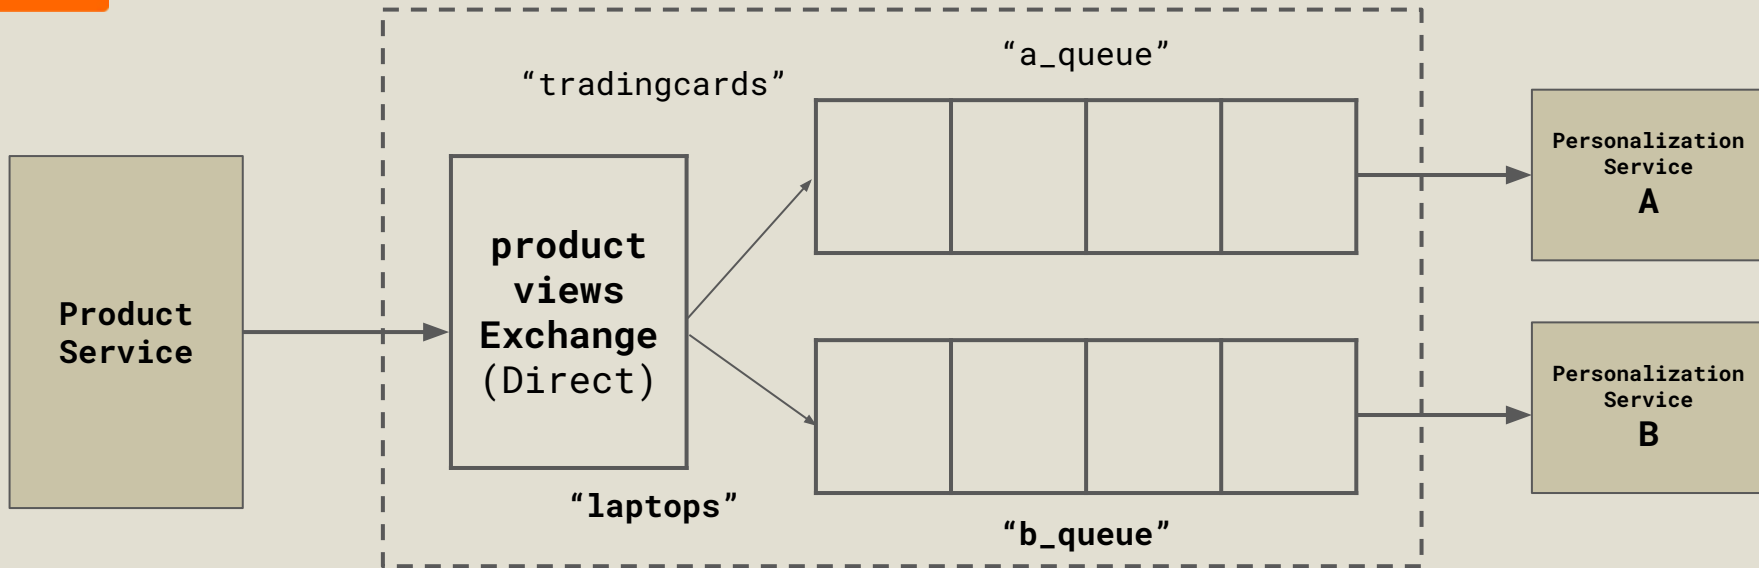 “a_queue”
“tradingcards”
Product
Service
product
views
Exchange
(Direct)
“laptops”
“b_queue”
Personalization
Service
A
Personalization
Service
B